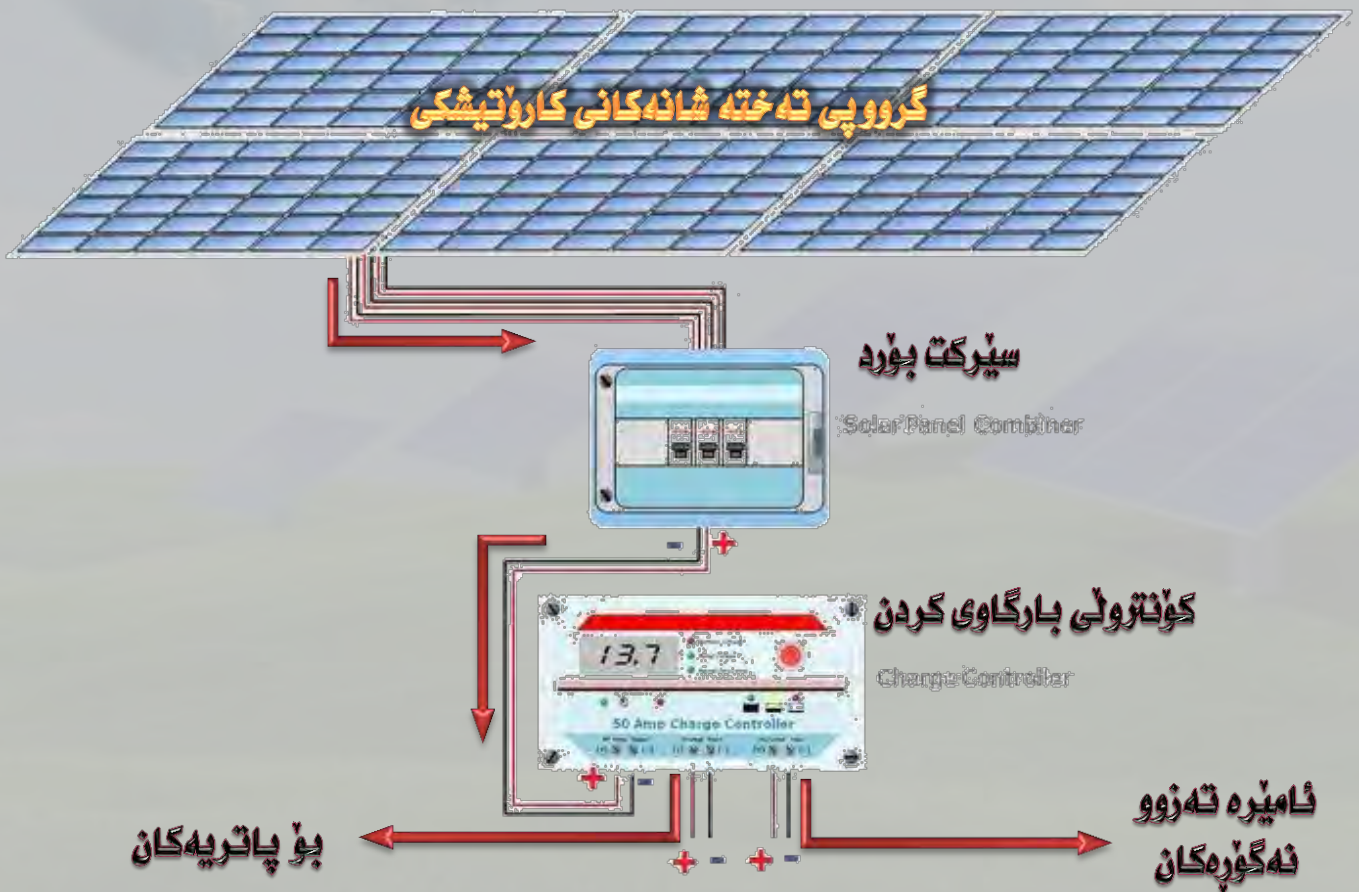 گرووپی تەختە شانەکانی کارۆتیشکی
سێرکت بۆرد
Solar Panel Combiner
کۆنترۆڵی بارگاوی کردن
Charge Controller
13.7
50 Amp Charge Controller
بۆ پاتریەکان
ئامێرە تەزوو
نەگۆڕەکان